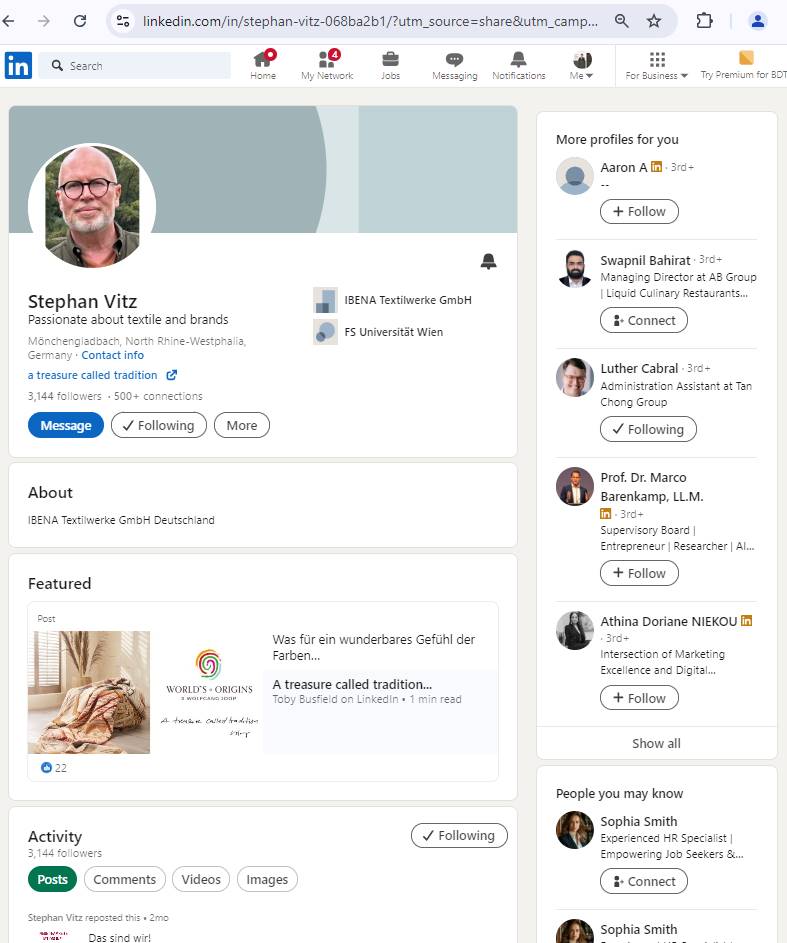 linkedin.com/in/stephan-vitz-068ba2b1/?utm_source=share&utm_camp...
in
Search
Home
4
My Network
Jobs
Messaging
Notifications
Me
For Business
Try Premium for BDT
Stephan Vitz
Passionate about textile and brands
Mönchengiadbach, North Rhine-Westphalia,
Germany · Contact info
a treasure called tradition
3,144 followers · 500+ connections
Message
Following
More
IBENA Textilwerke GmbH
FS Universität Wien
About
IBENA Textilwerke GmbH Deutschland
Featured
Post
WORLD'S ORIGINS
A treasure called tradition
Was für ein wunderbares Gefühl der
Farben...
A treasure called tradition...
Toby Busfield on LinkedIn • 1 min read
22
Activity
3,144 followers
Following
Posts
Comments
Videos
Images
Stephan Vitz reposted this • 2mo
Das sind wir!
More profiles for you
Aaron A in · 3rd+
--
+ Follow
Swapnil Bahirat · 3rd+
Managing Director at AB Group
| Liquid Culinary Restaurants...
Connect
Luther Cabral · 3rd+
Administration Assistant at Tan
Chong Group
Following
Prof. Dr. Marco
Barenkamp, LL.M.
in · 3rd+
Supervisory Board |
Entrepreneur | Researcher | AI...
+ Follow
Athina Doriane NIEKOU in
· 3rd+
Intersection of Marketing
Excellence and Digital...
+ Follow
Show all
People you may know
Sophia Smith
Experienced HR Specialist |
Empowering Job Seekers &...
Connect
Sophia Smith